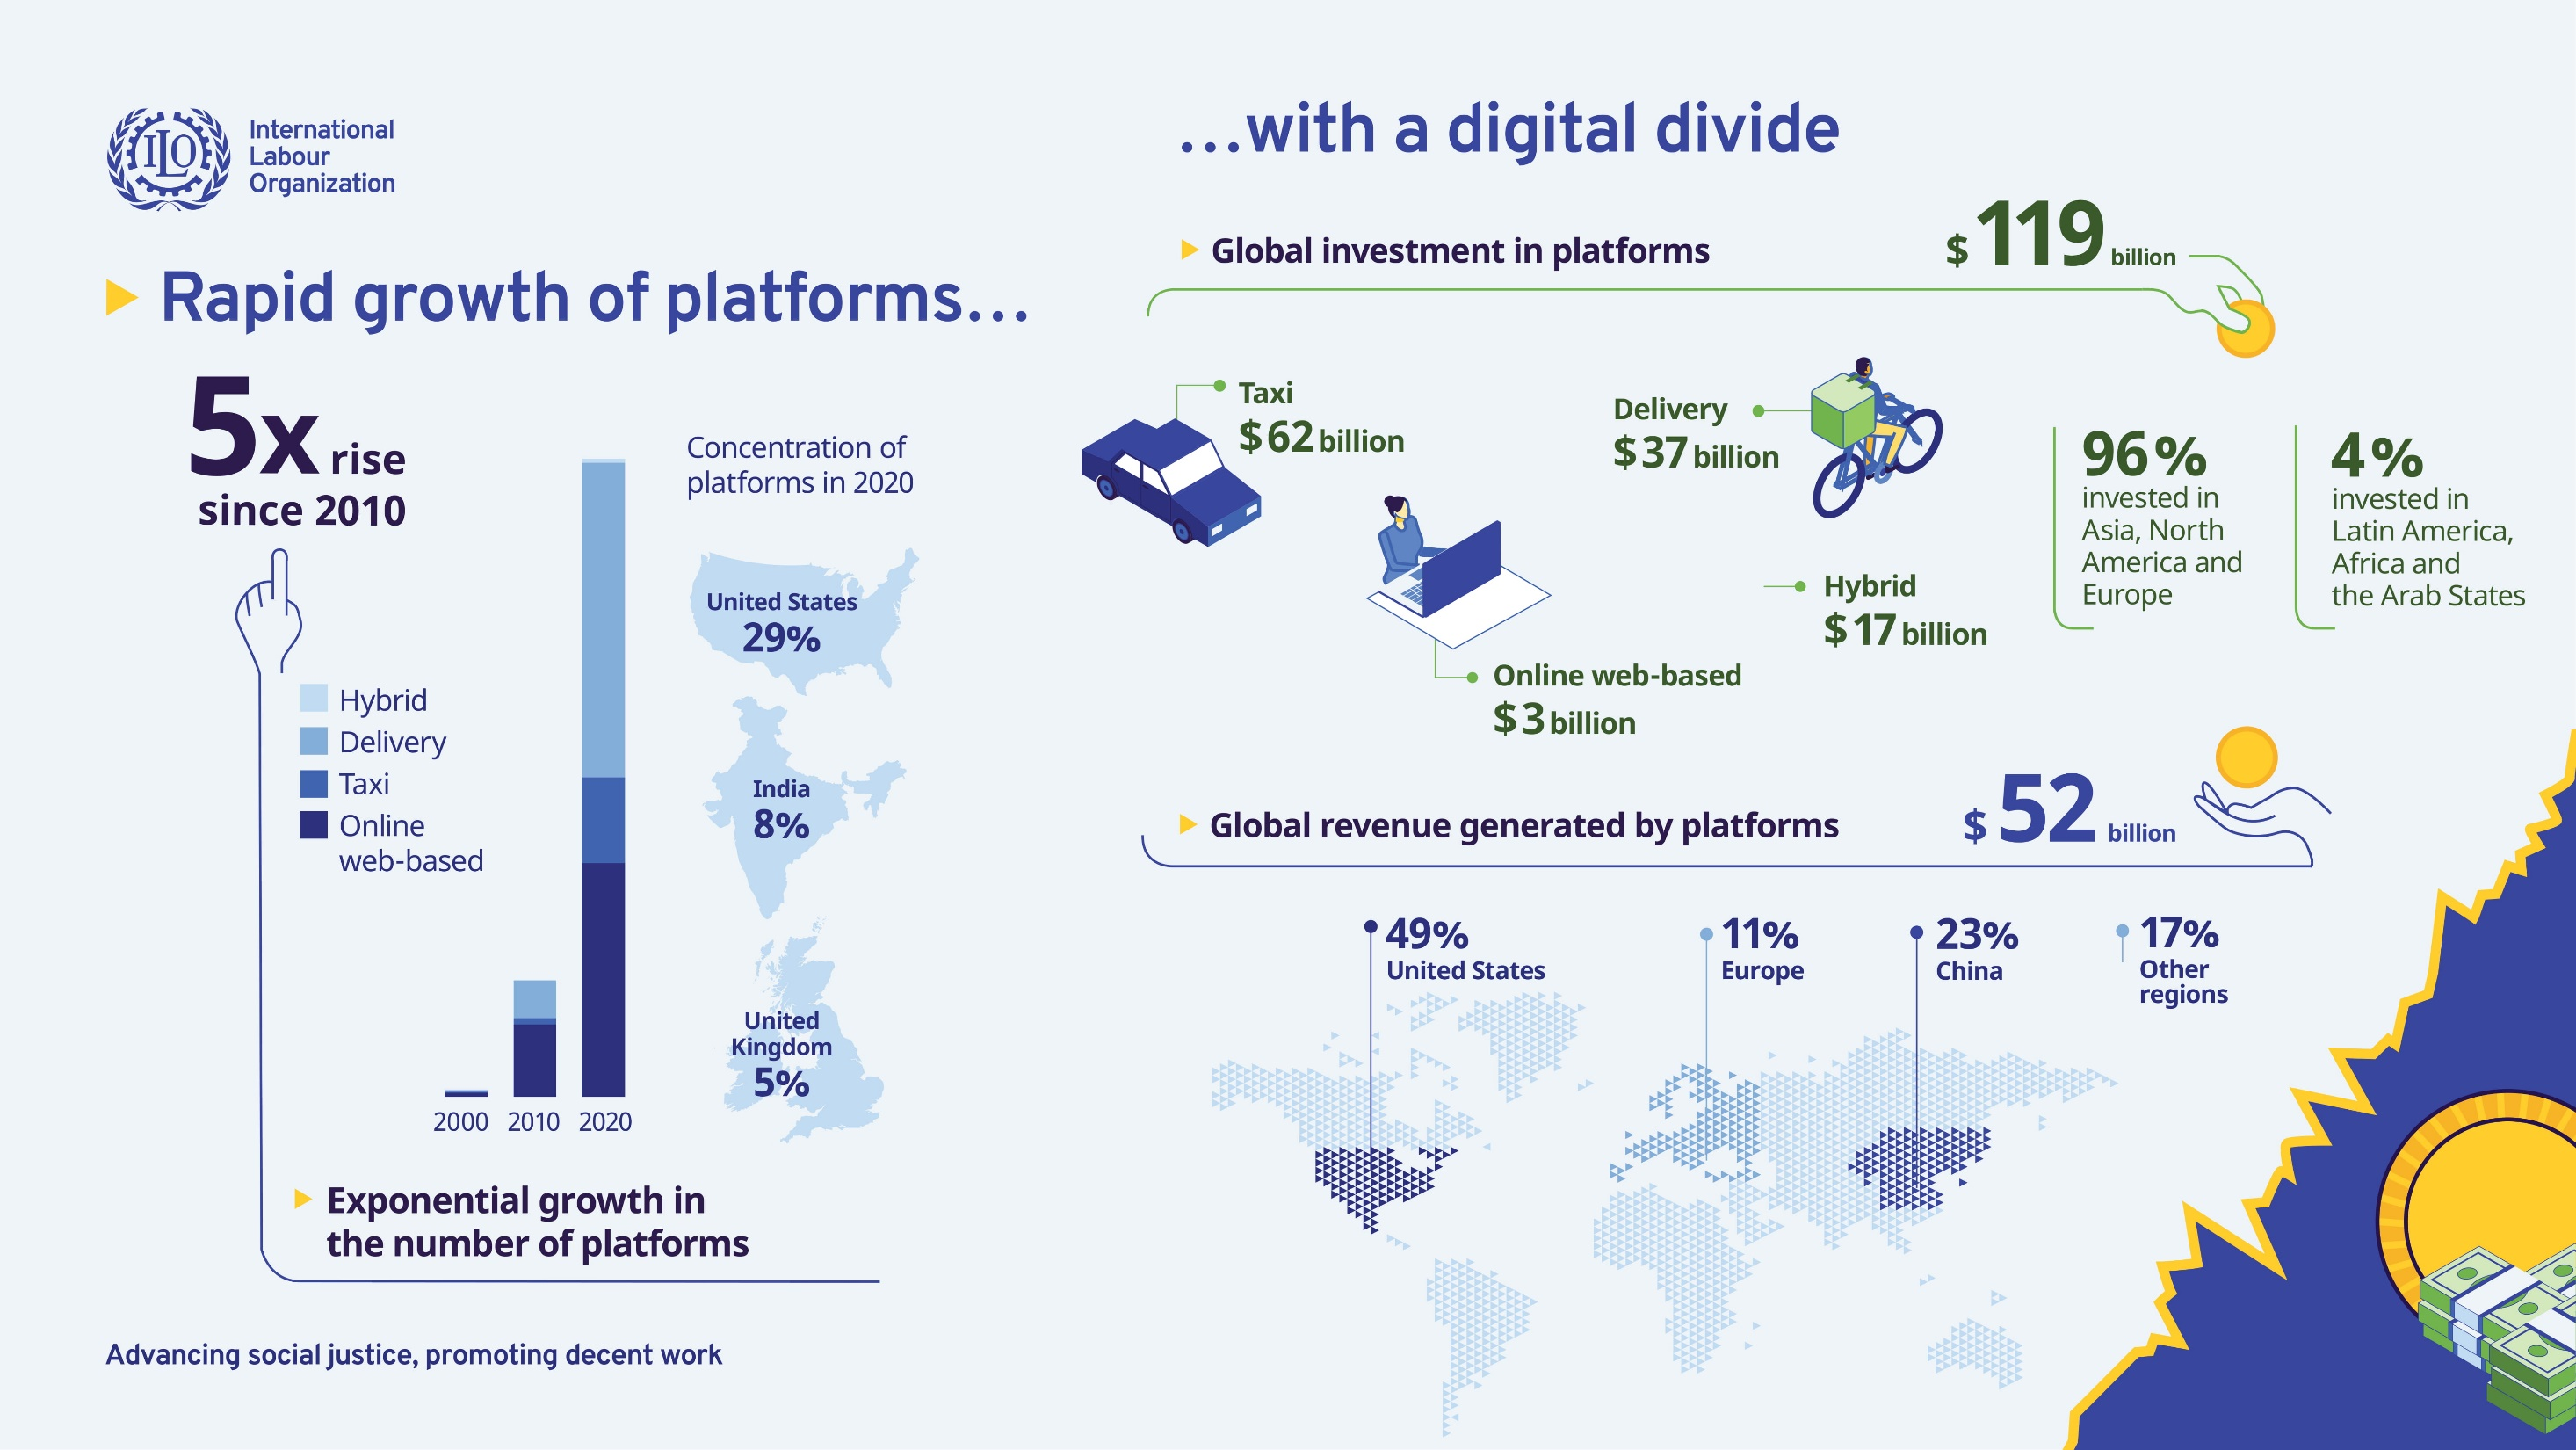 ILO
International
Labour
Organization
Rapid growth of platforms...
5x rise
since 2010
Hybrid
Delivery
Taxi
Online
web-based
2000 2010 2020
Concentration of
platforms in 2020
United States
29%
India
8%
United
Kingdom
5%
Exponential growth in
the number of platforms
Advancing social justice, promoting decent work
...with a digital divide
Global investment in platforms
$119 billion
Taxi
$62 billion
Delivery
$37 billion
Hybrid
$17 billion
Online web-based
$3 billion
96%
invested in
Asia, North
America and
Europe
4%
invested in
Latin America,
Africa and
the Arab States
Global revenue generated by platforms
$52 billion
49%
United States
11%
Europe
23%
China
17%
Other
regions